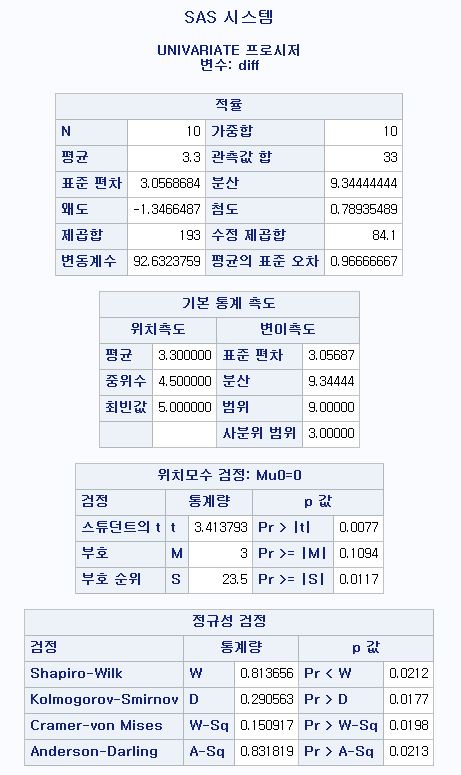 SAS 시스템
UNIVARIATE 프로시저
변수: diff
적률
N 10 가중합 10
평균 3.3 관측값 합 33
표준 편차 3.0568684 분산 9.34444444
왜도 -1.3466487 첨도 0.78935489
제곱합 193 수정 제곱합 84.1
변동계수 92.6323759 평균의 표준 오차 0.96666667
기본 통계 측도
위치측도 변이측도
평균 3.300000 표준 편차 3.05687
중위수 4.500000 분산 9.34444
최빈값 5.000000 범위 9.00000
사분위 범위 3.00000
위치모수 검정: Mu0=0
검정 통계량 p 값
스튜던트의 t t 3.413793 Pr > |t| 0.0077
부호 M 3 Pr >= |M| 0.1094
부호 순위 S 23.5 Pr >= |S| 0.0117
정규성 검정
검정 통계량 p 값
Shapiro-Wilk W 0.813656 Pr < W 0.0212
Kolmogorov-Smirnov D 0.290563 Pr > D 0.0177
Cramer-von Mises W-Sq 0.150917 Pr > W-Sq 0.0198
Anderson-Darling A-Sq 0.831819 Pr > A-Sq 0.0213